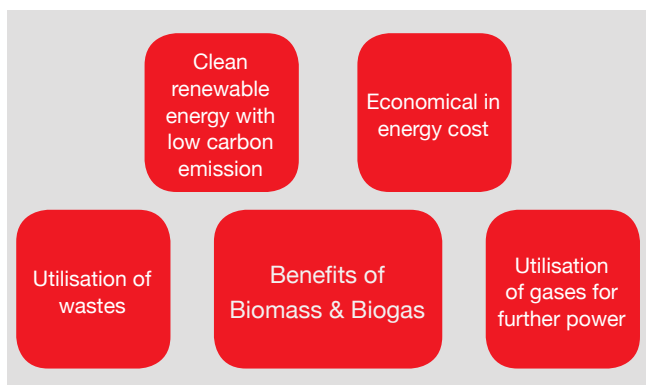 Clean
renewable
energy with
low carbon
emission
Economical in
energy cost
Utilisation of
wastes
Benefits of
Biomass & Biogas
Utilisation
of gases for
further power